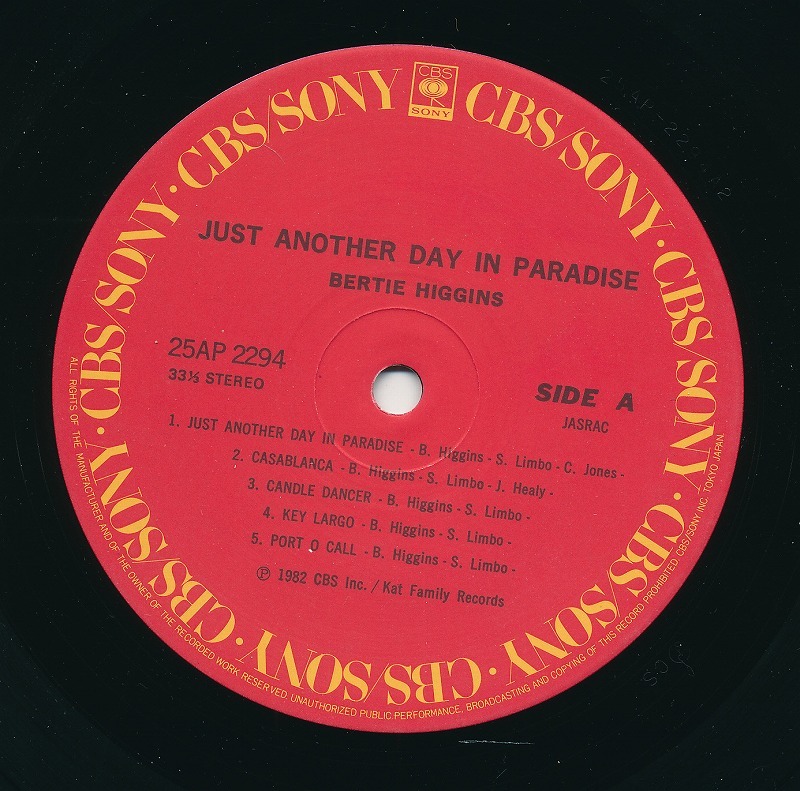 CBS
SONY
CBS/SONY · CBS/SONY · CBS/SONY · CBS/SONY · CBS/SONY · CBS/SONY · CBS/SONY
JUST ANOTHER DAY IN PARADISE
BERTIE HIGGINS
25AP 2294
33⅓ STEREO
SIDE A
JASRAC
1. JUST ANOTHER DAY IN PARADISE - B. Higgins - S. Limbo - C. Jones -
2. CASABLANCA - B. Higgins - S. Limbo - J. Healy -
3. CANDLE DANCER - B. Higgins - S. Limbo -
4. KEY LARGO - B. Higgins - S. Limbo -
5. PORT O CALL - B. Higgins - S. Limbo -
℗ 1982 CBS Inc. / Kat Family Records
ALL RIGHTS OF THE MANUFACTURER AND OF THE OWNER OF THE RECORDED WORK RESERVED UNAUTHORIZED PUBLIC PERFORMANCE, BROADCASTING AND COPYING OF THIS RECORD PROHIBITED CBS/SONY INC. TOKYO JAPAN.